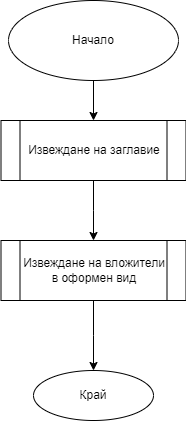 Начало
Извеждане на заглавие
Извеждане на вложители
в оформен вид
Край